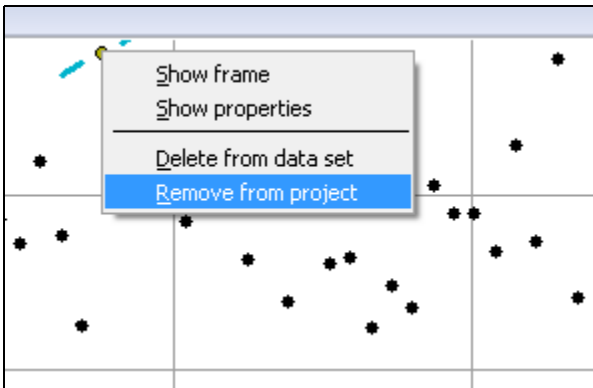 Show frame
Show properties
Delete from data set
Remove from project